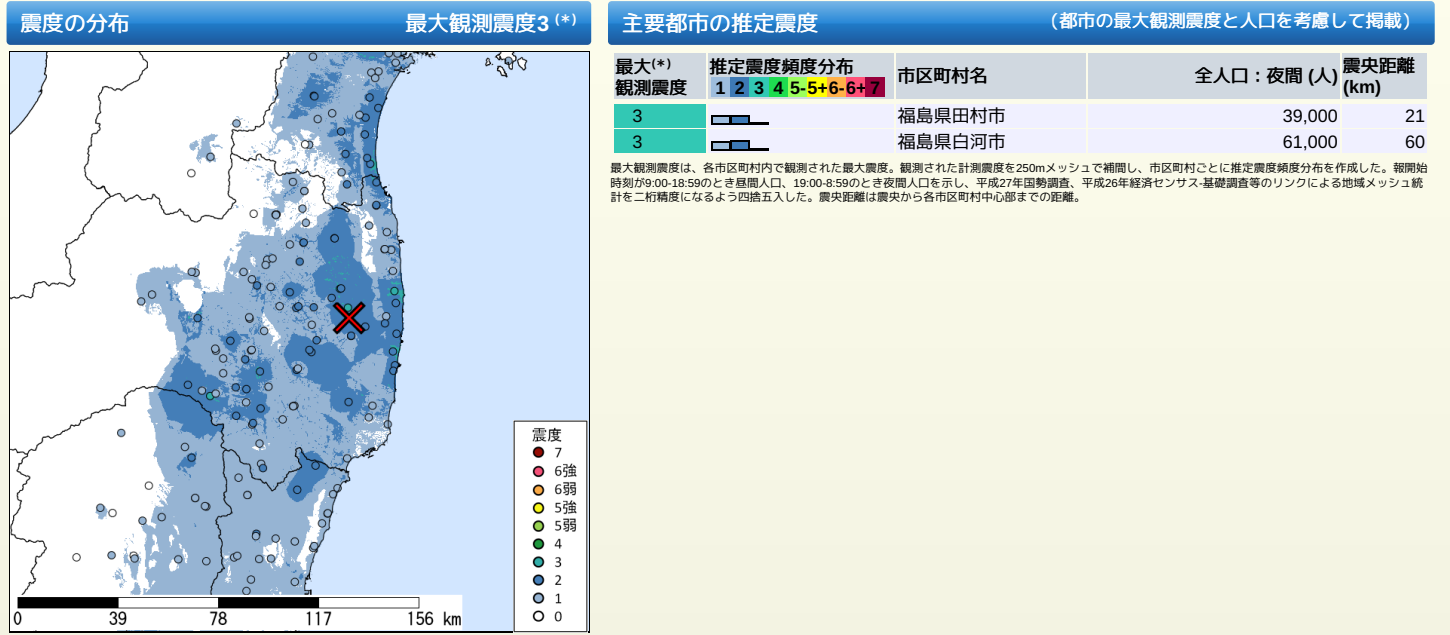 震度の分布 最大観測震度3 (*)
主要都市の推定震度 （都市の最大観測震度と人口を考慮して掲載）
最大(*)
観測震度
推定震度頻度分布
1 2 3 4 5- 5+ 6- 6+ 7
市区町村名
全人口：夜間 (人)
震央距離
(km)
3 福島県田村市 39,000 21
3 福島県白河市 61,000 60
最大観測震度は、各市区町村内で観測された最大震度。観測された計測震度を250mメッシュで補間し、市区町村ごとに推定震度頻度分布を作成した。報開始
時刻が9:00-18:59のとき昼間人口、19:00-8:59のとき夜間人口を示し、平成27年国勢調査、平成26年経済センサス-基礎調査等のリンクによる地域メッシュ統
計を二桁精度になるよう四捨五入した。震央距離は震央から各市区町村中心部までの距離。
震度
7
6強
6弱
5強
5弱
4
3
2
1
0
0 39 78 117 156 km